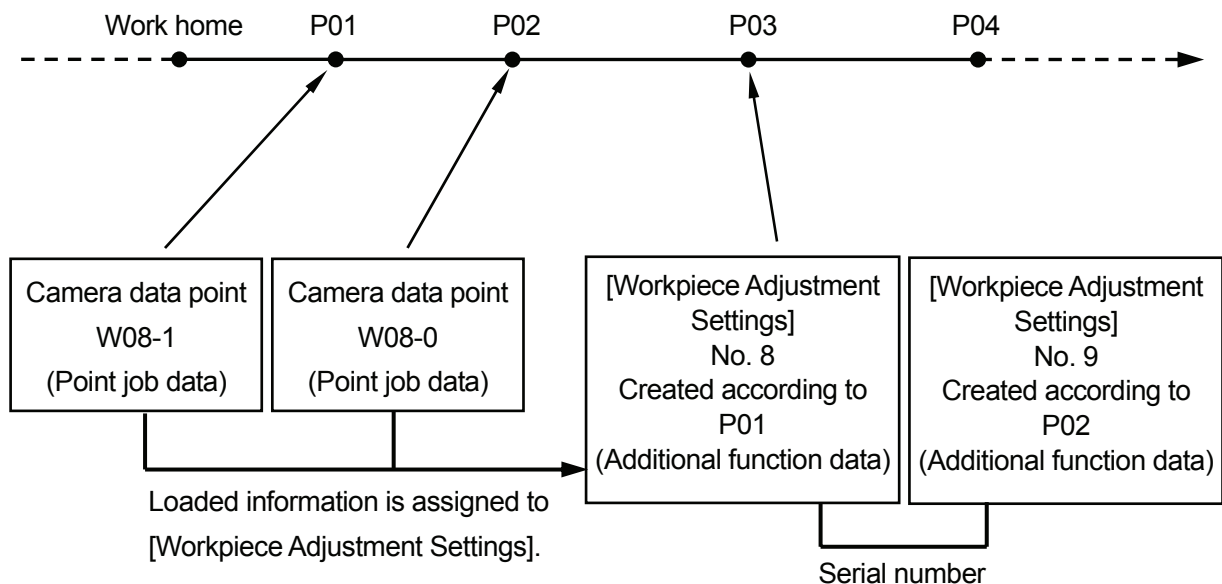 Work home
P01
P02
P03
P04
Camera data point
W08-1
(Point job data)
Camera data point
W08-0
(Point job data)
[Workpiece Adjustment
Settings]
No. 8
Created according to
P01
(Additional function data)
[Workpiece Adjustment
Settings]
No. 9
Created according to
P02
(Additional function data)
Loaded information is assigned to
[Workpiece Adjustment Settings].
Serial number